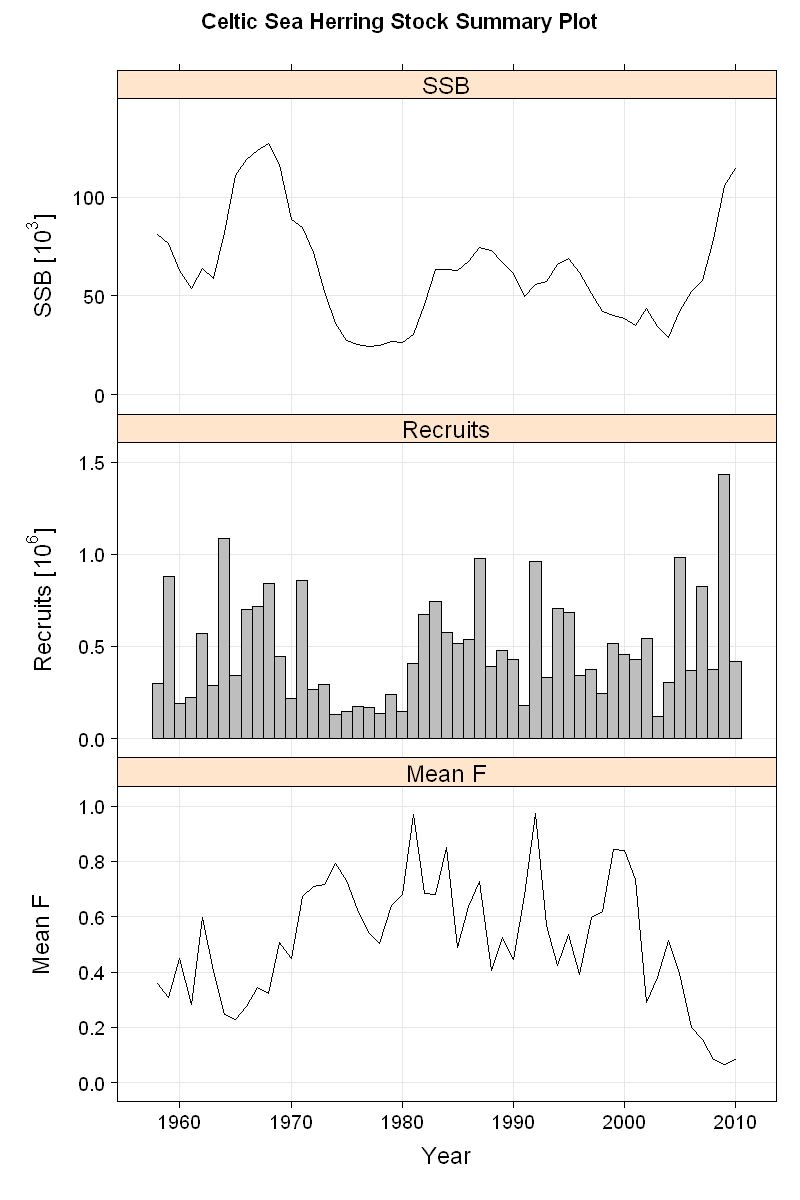 Celtic Sea Herring Stock Summary Plot
SSB
100
50
0
SSB [10³]
Recruits
1.5
1.0
0.5
0.0
Recruits [10⁶]
Mean F
1.0
0.8
0.6
0.4
0.2
0.0
Mean F
1960 1970 1980 1990 2000 2010
Year